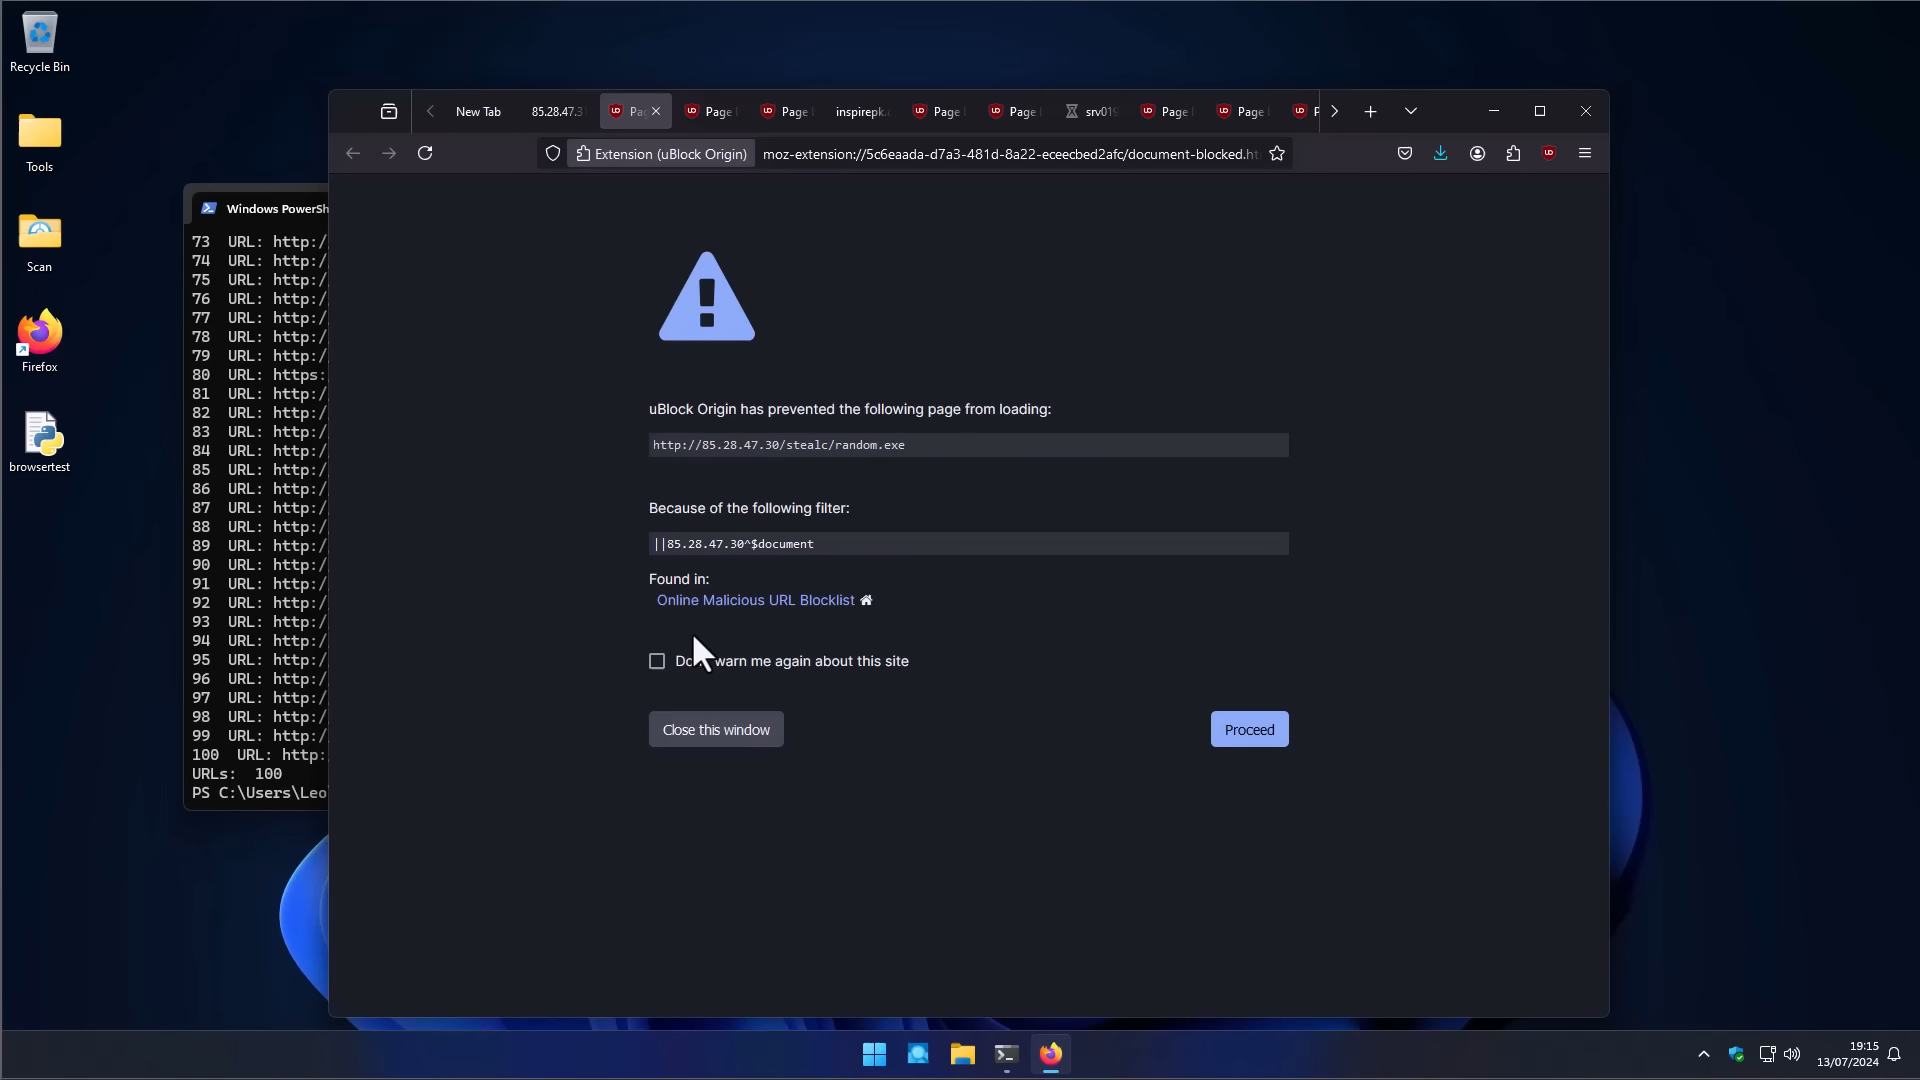 Recycle Bin
Tools
Scan
Firefox
browsertest
Windows PowerSh
73 URL: http:/
74 URL: http:/
75 URL: http:/
76 URL: http:/
77 URL: http:/
78 URL: http:/
79 URL: http:/
80 URL: https:
81 URL: http:/
82 URL: http:/
83 URL: http:/
84 URL: http:/
85 URL: http:/
86 URL: http:/
87 URL: http:/
88 URL: http:/
89 URL: http:/
90 URL: http:/
91 URL: http:/
92 URL: http:/
93 URL: http:/
94 URL: http:/
95 URL: http:/
96 URL: http:/
97 URL: http:/
98 URL: http:/
99 URL: http:/
100 URL: http:
URLs: 100
PS C:\Users\Leo
New Tab 85.28.47.3 Pa Page Page inspirepk. Page Page srv019 Page Page P
Extension (uBlock Origin) moz-extension://5c6eaada-d7a3-481d-8a22-eceecbed2afc/document-blocked.ht
uBlock Origin has prevented the following page from loading:
http://85.28.47.30/stealc/random.exe
Because of the following filter:
||85.28.47.30^$document
Found in:
Online Malicious URL Blocklist
Do warn me again about this site
Close this window
Proceed
19:15
13/07/2024